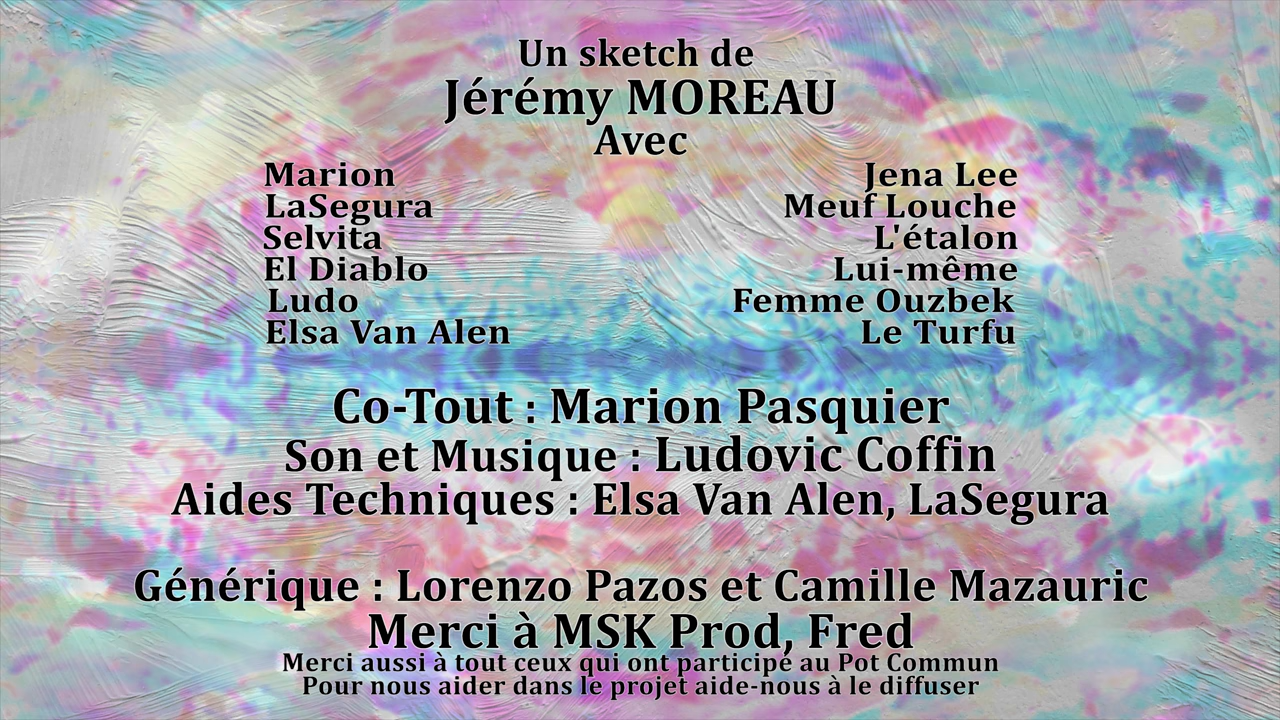 Un sketch de
Jérémy MOREAU
Avec
Marion Jena Lee
LaSegura Meuf Louche
Selvita L'étalon
El Diablo Lui-même
Ludo Femme Ouzbek
Elsa Van Alen Le Turfu
Co-Tout : Marion Pasquier
Son et Musique : Ludovic Coffin
Aides Techniques : Elsa Van Alen, LaSegura
Générique : Lorenzo Pazos et Camille Mazauric
Merci à MSK Prod, Fred
Merci aussi à tout ceux qui ont participé au Pot Commun
Pour nous aider dans le projet aide-nous à le diffuser